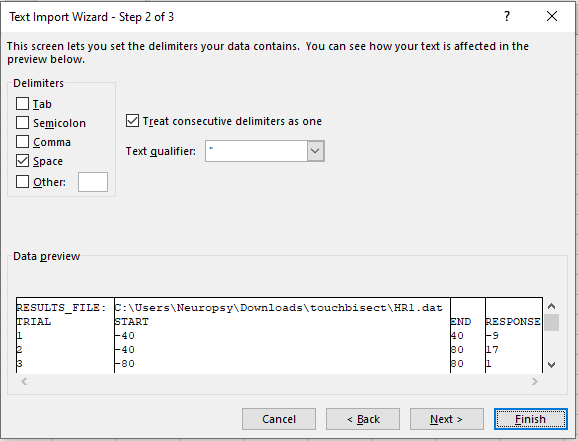 Text Import Wizard - Step 2 of 3
?
This screen lets you set the delimiters your data contains. You can see how your text is affected in the
preview below.
Delimiters
Tab
Semicolon
Comma
Space
Other:
Treat consecutive delimiters as one
Text qualifier: "
Data preview
RESULTS_FILE: C:\Users\Neuropsy\Downloads\touchbisect\HR1.dat
TRIAL START END RESPONSE
1 -40 40 -9
2 -40 80 17
3 -80 80 1
Cancel < Back Next > Finish